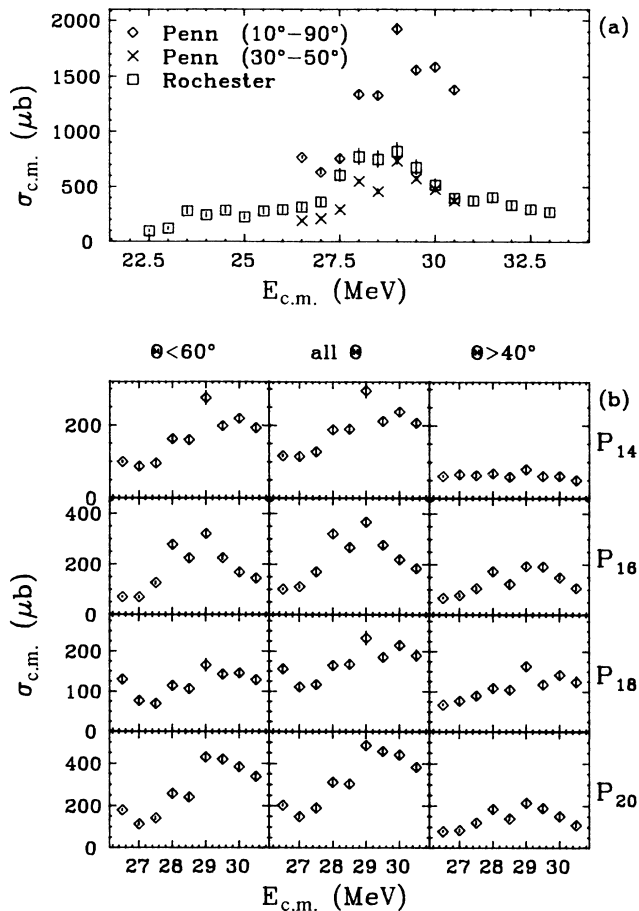 (a)
2000
1500
1000
500
0
σc.m. (μb)
Penn (10°−90°)
Penn (30°−50°)
Rochester
22.5 25 27.5 30 32.5
Ec.m. (MeV)
Θ<60° all Θ Θ>40°
(b)
200
0
P14
400
200
0
P16
200
100
0
P18
400
200
0
P20
σc.m. (μb)
27 28 29 30 27 28 29 30 27 28 29 30
Ec.m. (MeV)